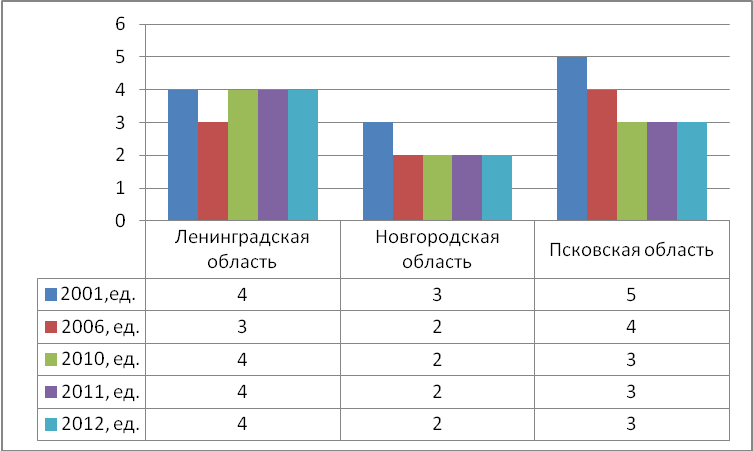 6
5
4
3
2
1
0
Ленинградская область
Новгородская область
Псковская область
2001,ед. 4 3 5
2006, ед. 3 2 4
2010, ед. 4 2 3
2011, ед. 4 2 3
2012, ед. 4 2 3